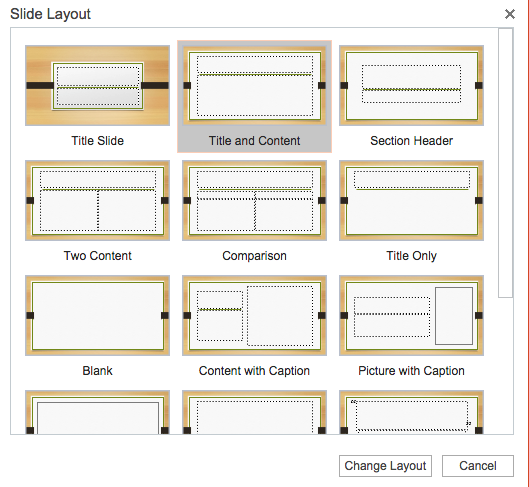 Slide Layout
Title Slide
Title and Content
Section Header
Two Content
Comparison
Title Only
Blank
Content with Caption
Picture with Caption
Change Layout
Cancel